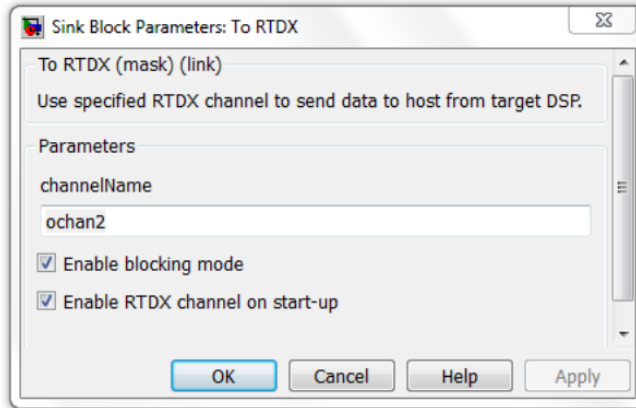 Sink Block Parameters: To RTDX
To RTDX (mask) (link)
Use specified RTDX channel to send data to host from target DSP.
Parameters
channelName
ochan2
Enable blocking mode
Enable RTDX channel on start-up
OK Cancel Help Apply